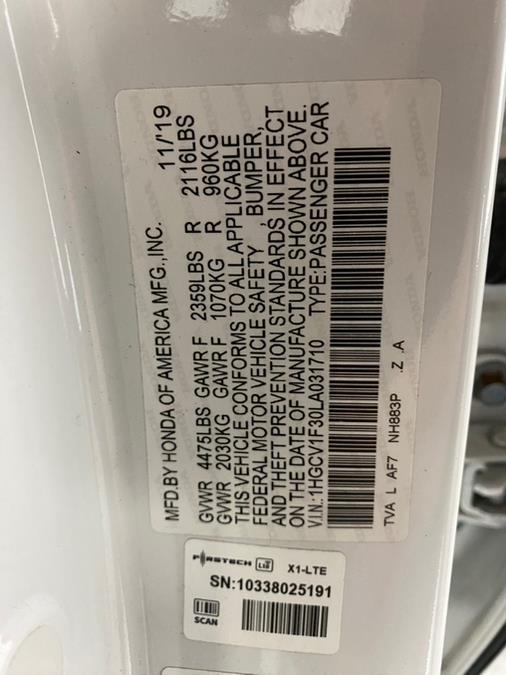 MFD.BY HONDA OF AMERICA MFG.,INC. 11/19
GVWR 4475LBS GAWR F 2359LBS R 2116LBS
GVWR 2030KG GAWR F 1070KG R 960KG
THIS VEHICLE CONFORMS TO ALL APPLICABLE
FEDERAL MOTOR VEHICLE SAFETY BUMPER,
AND THEFT PREVENTION STANDARDS IN EFFECT
ON THE DATE OF MANUFACTURE SHOWN ABOVE.
V.I.N.:1HGCV1F30LA031710 TYPE:PASSENGER CAR
TVA L AF7 NH883P .Z .A
FIRSTECH LTE X1-LTE
SN:10338025191
SCAN